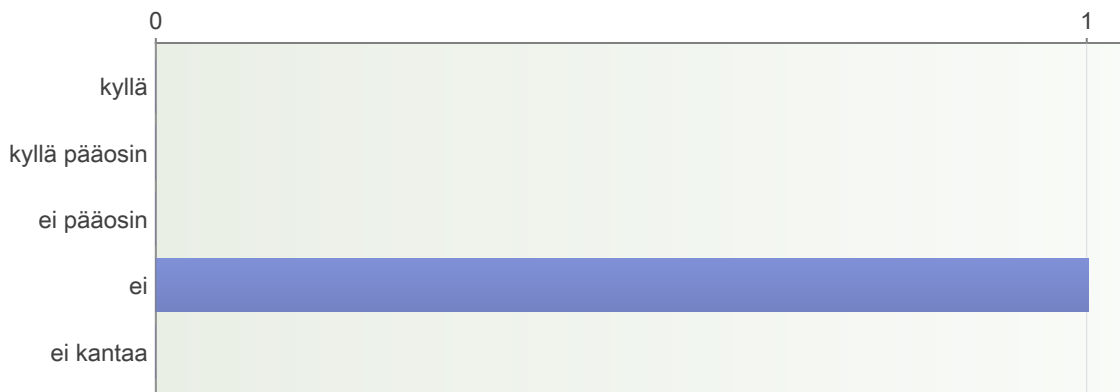 0 1
kyllä
kyllä pääosin
ei pääosin
ei
ei kantaa